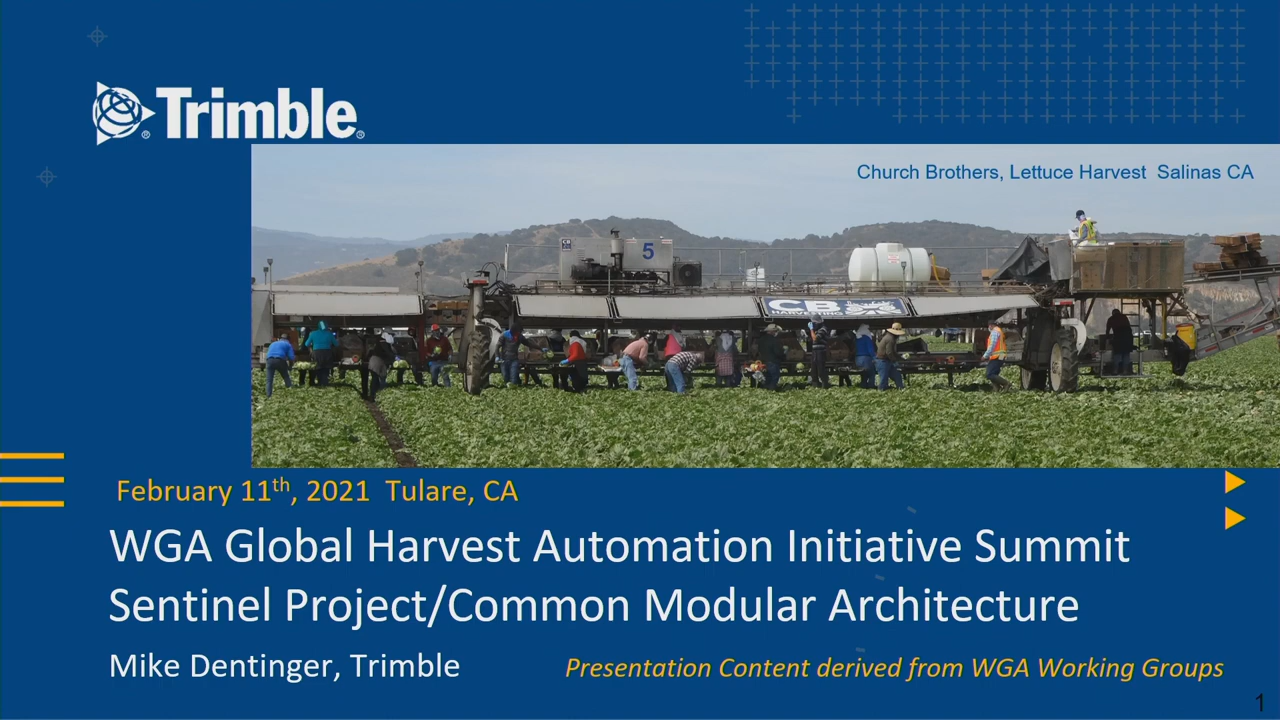 Trimble
Church Brothers, Lettuce Harvest  Salinas CA
5
CB
HARVESTING
February 11th, 2021  Tulare, CA
WGA Global Harvest Automation Initiative Summit
Sentinel Project/Common Modular Architecture
Mike Dentinger, Trimble
Presentation Content derived from WGA Working Groups
1